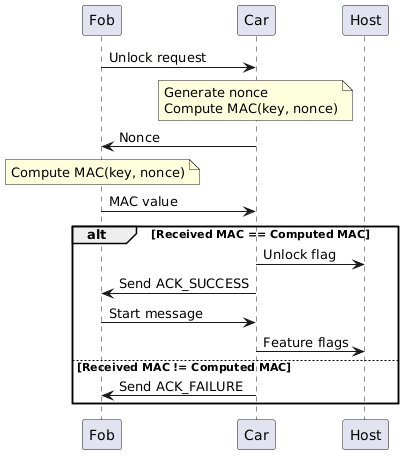 Fob Car Host
Unlock request
Generate nonce
Compute MAC(key, nonce)
Nonce
Compute MAC(key, nonce)
MAC value
alt [Received MAC == Computed MAC]
Unlock flag
Send ACK_SUCCESS
Start message
Feature flags
[Received MAC != Computed MAC]
Send ACK_FAILURE
Fob Car Host